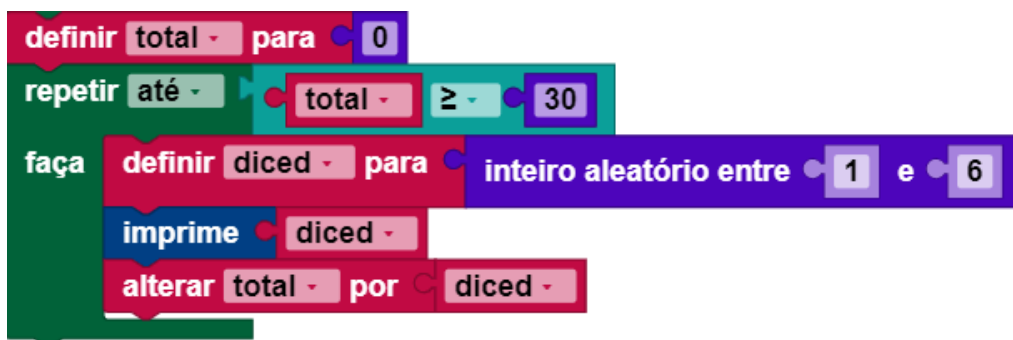 definir total para 0
repetir até total ≥ 30
faça definir diced para inteiro aleatório entre 1 e 6
imprime diced
alterar total por diced